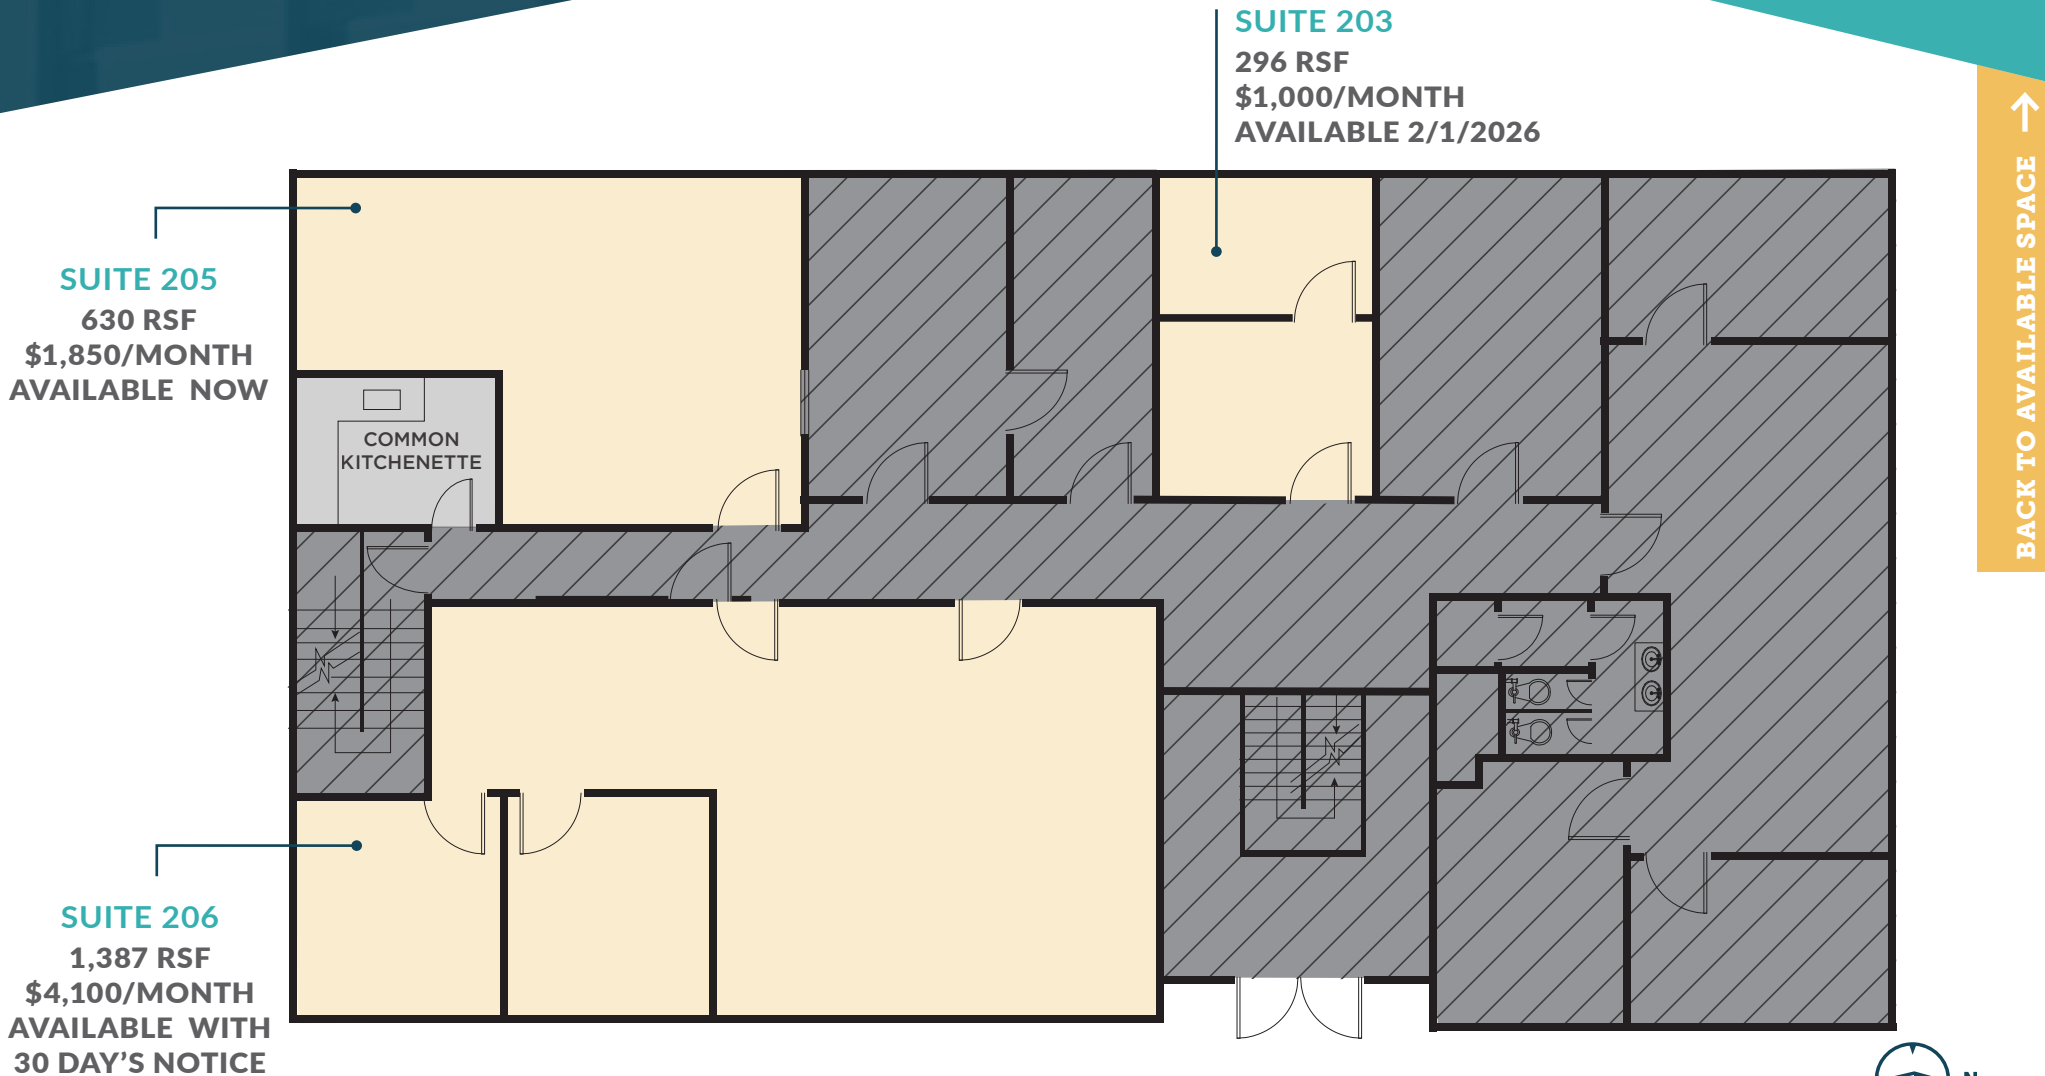 SUITE 203
296 RSF
$1,000/MONTH
AVAILABLE 2/1/2026
BACK TO AVAILABLE SPACE
SUITE 205
630 RSF
$1,850/MONTH
AVAILABLE NOW
COMMON
KITCHENETTE
SUITE 206
1,387 RSF
$4,100/MONTH
AVAILABLE WITH
30 DAY'S NOTICE
N